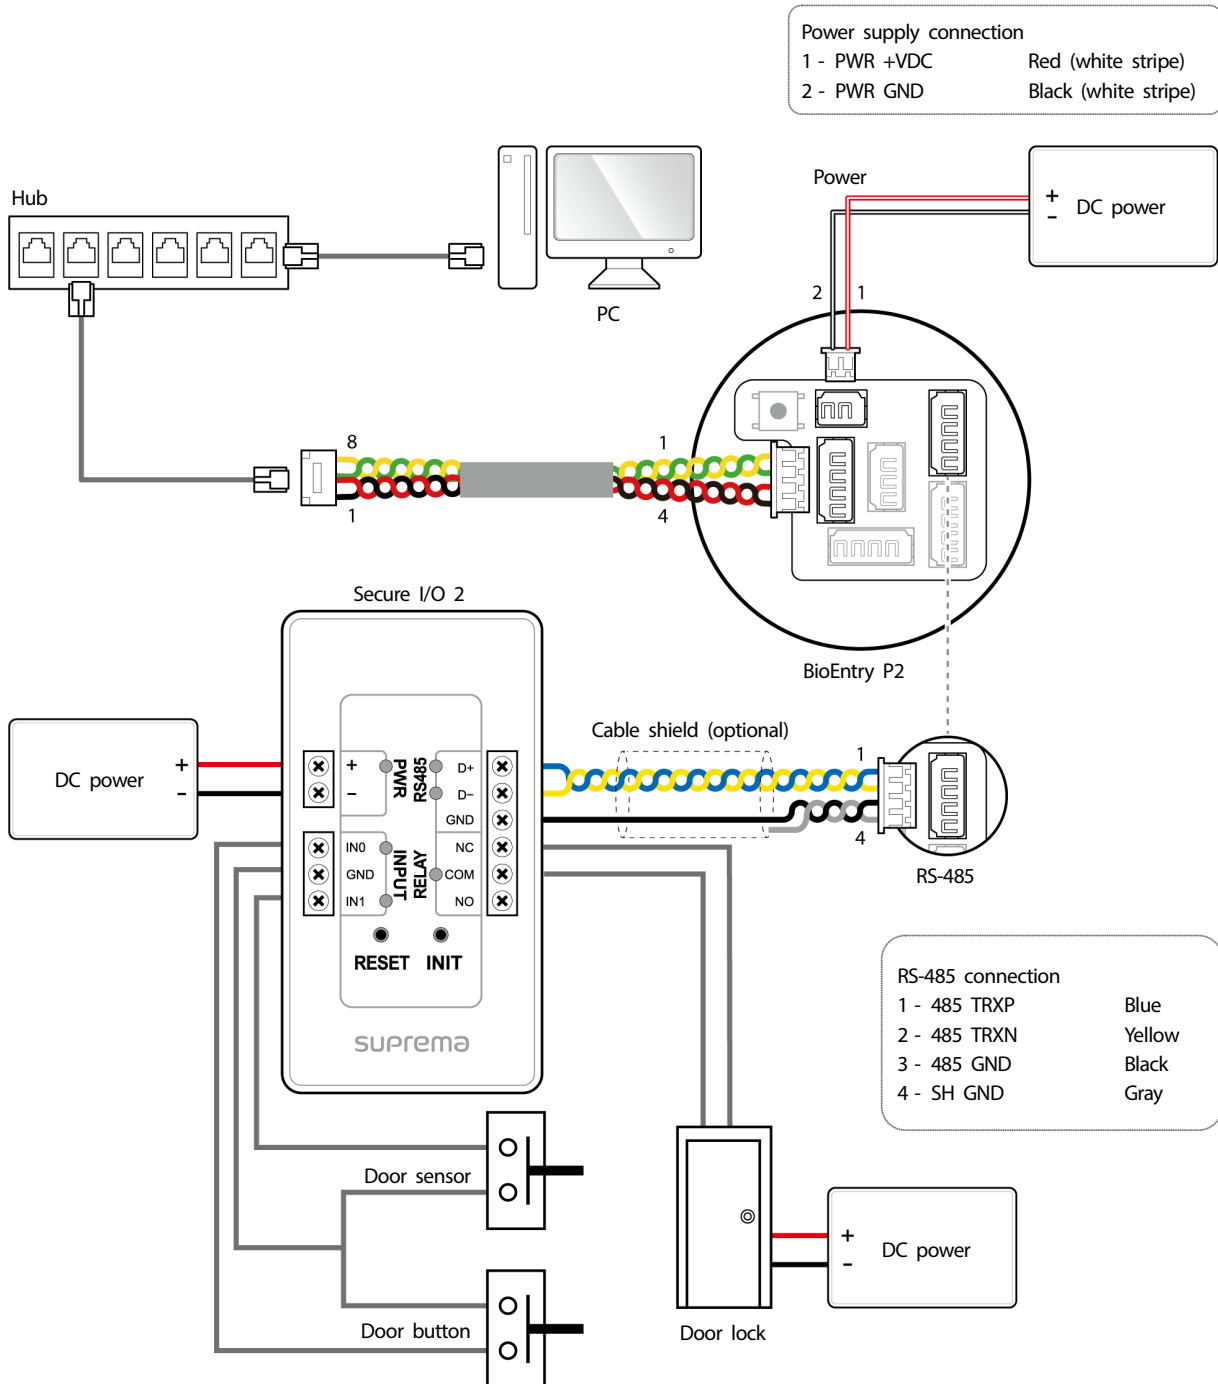 Power supply connection
1 - PWR +VDC Red (white stripe)
2 - PWR GND Black (white stripe)
Hub
PC
Power
+
-
DC power
2 1
8
1
1
4
BioEntry P2
Secure I/O 2
DC power
+
-
+
-
PWR
RS485
D+
D-
GND
IN0
GND
IN1
INPUT
RELAY
NC
COM
NO
RESET INIT
suprema
Cable shield (optional)
1
4
RS-485
RS-485 connection
1 - 485 TRXP Blue
2 - 485 TRXN Yellow
3 - 485 GND Black
4 - SH GND Gray
Door sensor
Door button
Door lock
+
-
DC power